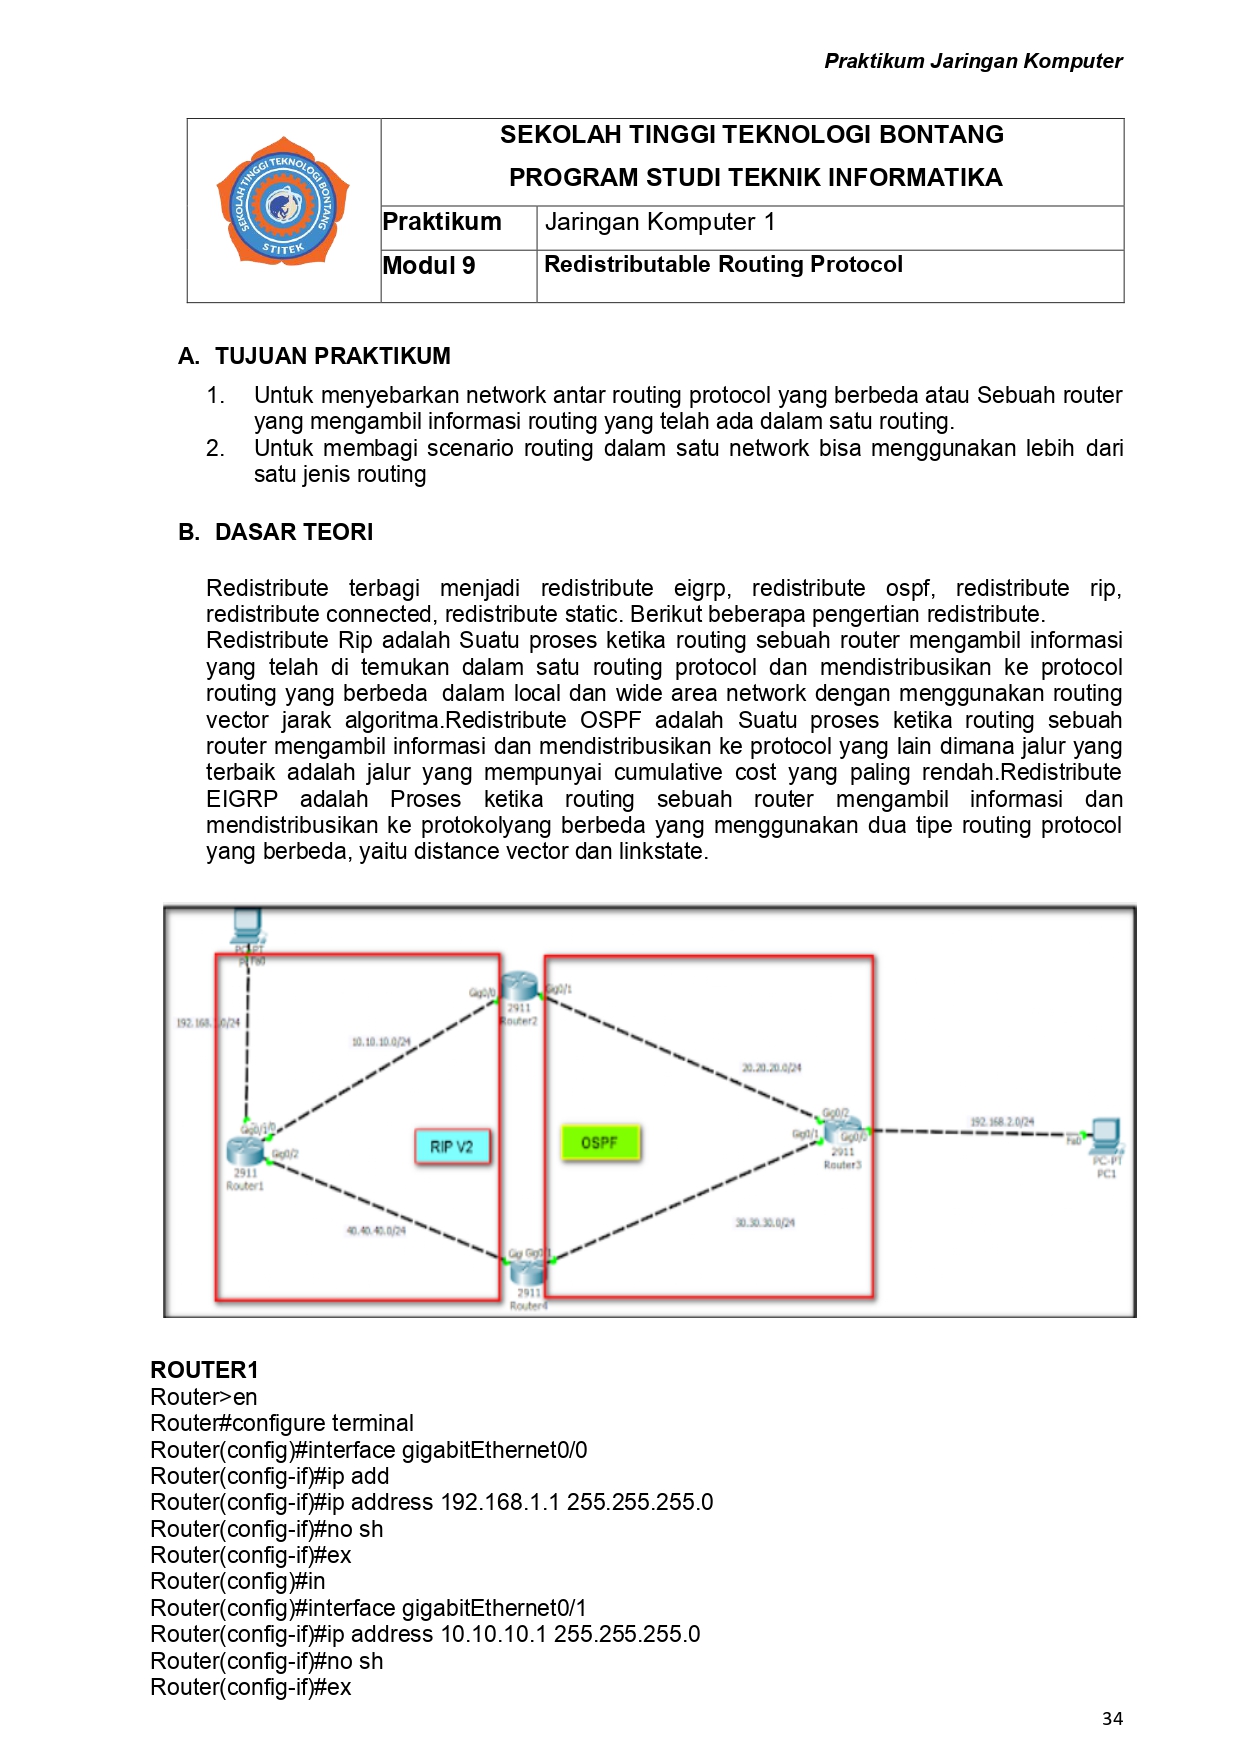 Praktikum Jaringan Komputer
SEKOLAH TINGGI TEKNOLOGI BONTANG
PROGRAM STUDI TEKNIK INFORMATIKA
SEKOLAH TINGGI TEKNOLOGI BONTANG
STITEK
Praktikum
Jaringan Komputer 1
Modul 9
Redistributable Routing Protocol
A. TUJUAN PRAKTIKUM
1. Untuk menyebarkan network antar routing protocol yang berbeda atau Sebuah router
yang mengambil informasi routing yang telah ada dalam satu routing.
2. Untuk membagi scenario routing dalam satu network bisa menggunakan lebih dari
satu jenis routing
B. DASAR TEORI
Redistribute terbagi menjadi redistribute eigrp, redistribute ospf, redistribute rip,
redistribute connected, redistribute static. Berikut beberapa pengertian redistribute.
Redistribute Rip adalah Suatu proses ketika routing sebuah router mengambil informasi
yang telah di temukan dalam satu routing protocol dan mendistribusikan ke protocol
routing yang berbeda dalam local dan wide area network dengan menggunakan routing
vector jarak algoritma.Redistribute OSPF adalah Suatu proses ketika routing sebuah
router mengambil informasi dan mendistribusikan ke protocol yang lain dimana jalur yang
terbaik adalah jalur yang mempunyai cumulative cost yang paling rendah.Redistribute
EIGRP adalah Proses ketika routing sebuah router mengambil informasi dan
mendistribusikan ke protokolyang berbeda yang menggunakan dua tipe routing protocol
yang berbeda, yaitu distance vector dan linkstate.
PC-PT
Gig0/0
Gig0/1
2911
Router2
10.10.10.0/24
20.20.20.0/24
Gig0/2
192.168.2.0/24
Gig0/1
Gig0/0
Fa0
RIP V2
OSPF
Gig0/2
2911
Router1
2911
Router3
PC-PT
PC1
40.40.40.0/24
30.30.30.0/24
2911
Router4
ROUTER1
Router>en
Router#configure terminal
Router(config)#interface gigabitEthernet0/0
Router(config-if)#ip add
Router(config-if)#ip address 192.168.1.1 255.255.255.0
Router(config-if)#no sh
Router(config-if)#ex
Router(config)#in
Router(config)#interface gigabitEthernet0/1
Router(config-if)#ip address 10.10.10.1 255.255.255.0
Router(config-if)#no sh
Router(config-if)#ex
34